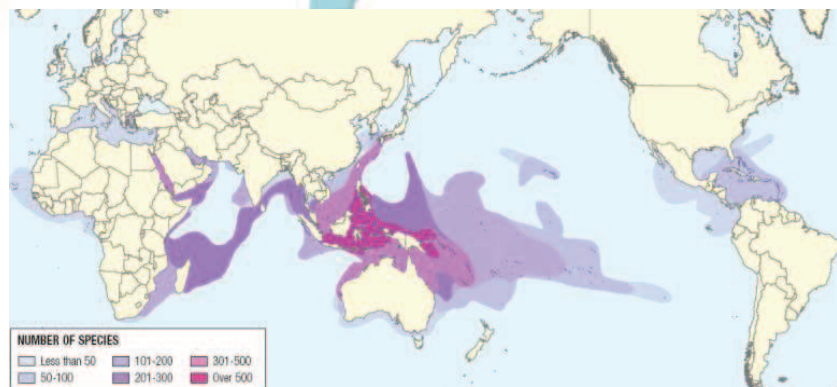 NUMBER OF SPECIES
Less than 50
101-200
301-500
50-100
201-300
Over 500